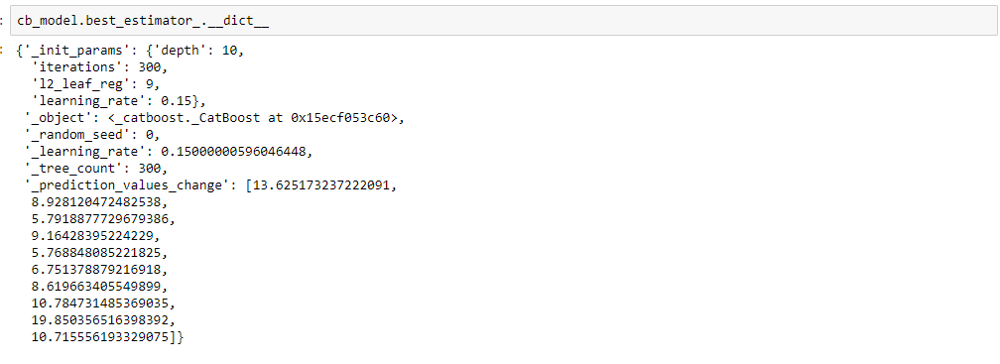 cb_model.best_estimator_.__dict__
{'_init_params': {'depth': 10,
'iterations': 300,
'l2_leaf_reg': 9,
'learning_rate': 0.15},
'_object': <_catboost._CatBoost at 0x15ecf053c60>,
'_random_seed': 0,
'_learning_rate': 0.15000000596046448,
'_tree_count': 300,
'_prediction_values_change': [13.625173237222091,
8.928120472482538,
5.7918877729679386,
9.16428395224229,
5.768848085221825,
6.751378879216918,
8.619663405549899,
10.784731485369035,
19.850356516398392,
10.715556193329075]}